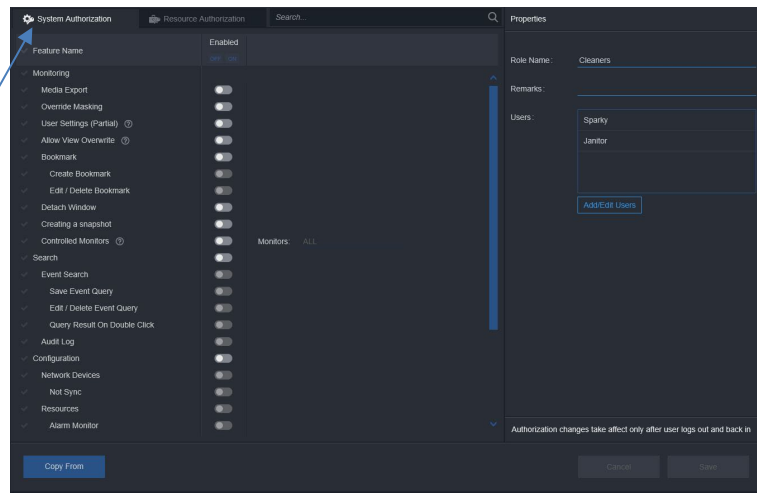 System Authorization
Resource Authorization
Search...
Properties
Feature Name
Enabled
OFF ON
Monitoring
Media Export
Override Masking
User Settings (Partial) ?
Allow View Overwrite ?
Bookmark
Create Bookmark
Edit / Delete Bookmark
Detach Window
Creating a snapshot
Controlled Monitors ?
Monitors: ALL
Search
Event Search
Save Event Query
Edit / Delete Event Query
Query Result On Double Click
Audit Log
Configuration
Network Devices
Not Sync
Resources
Alarm Monitor
Role Name: Cleaners
Remarks:
Users:
Sparky
Janitor
Add/Edit Users
Authorization changes take affect only after user logs out and back in
Copy From
Cancel
Save